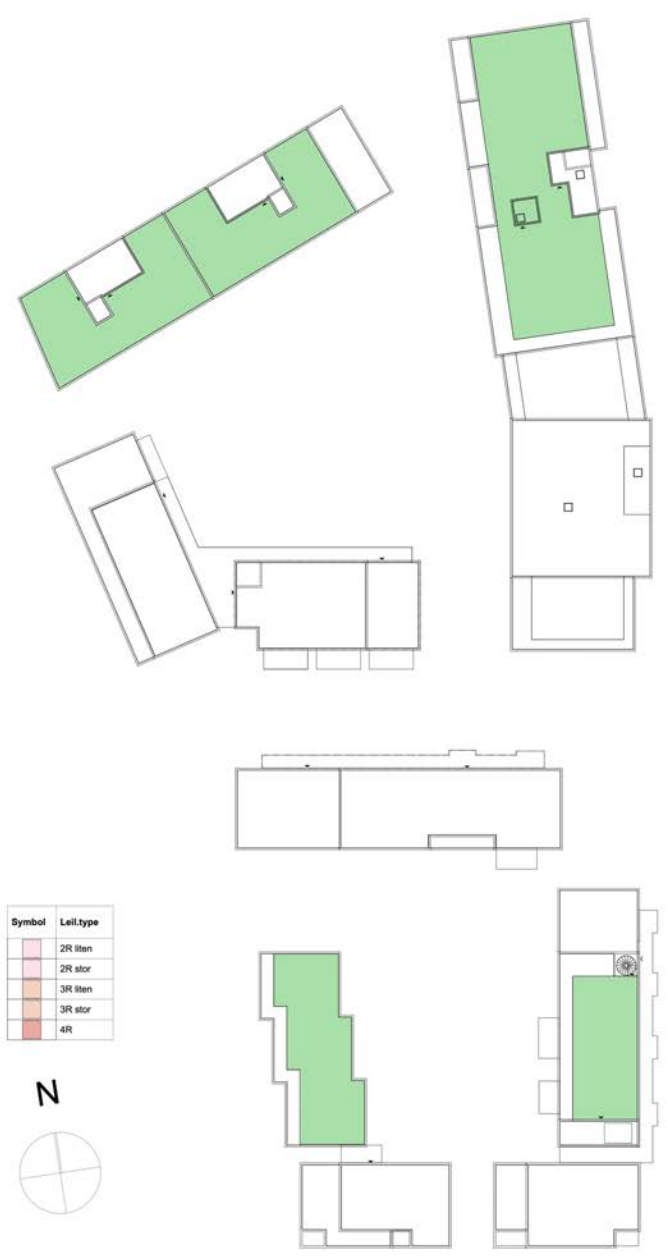 Symbol Leil.type
2R liten
2R stor
3R liten
3R stor
4R
N